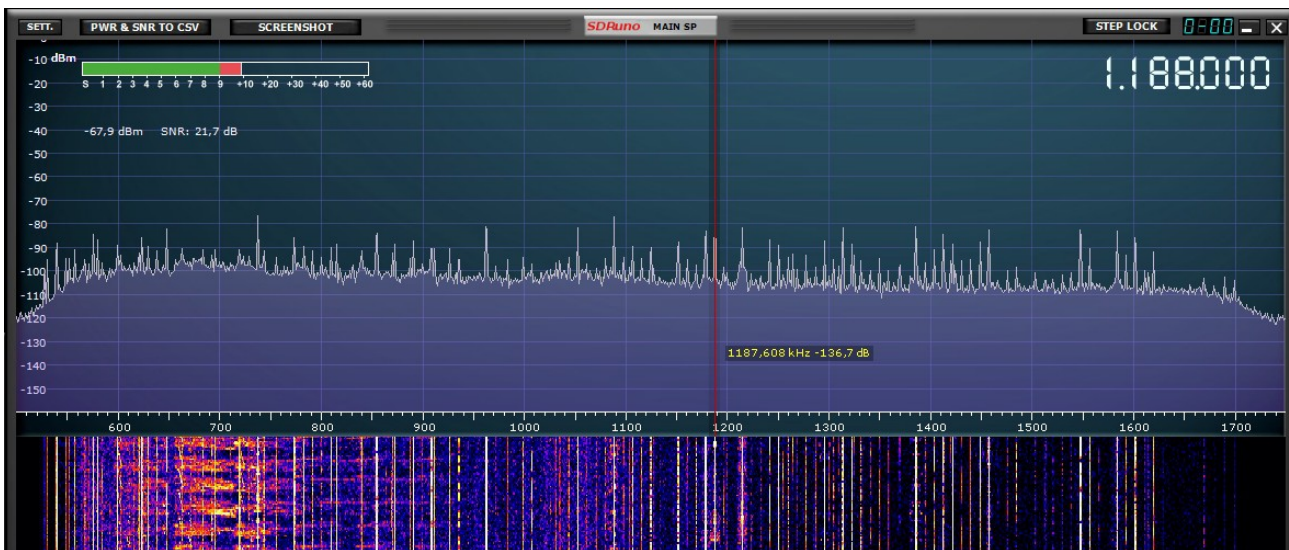 SETT. PWR & SNR TO CSV SCREENSHOT SDRuno MAIN SP STEP LOCK 0-00
-10 dBm
S 1 2 3 4 5 6 7 8 9 +10 +20 +30 +40 +50 +60
1.188.000
-20
-30
-67,9 dBm SNR: 21,7 dB
-40
-50
-60
-70
-80
-90
-100
-110
-120
-130
1187,608 kHz -136,7 dB
-140
-150
600 700 800 900 1000 1100 1200 1300 1400 1500 1600 1700